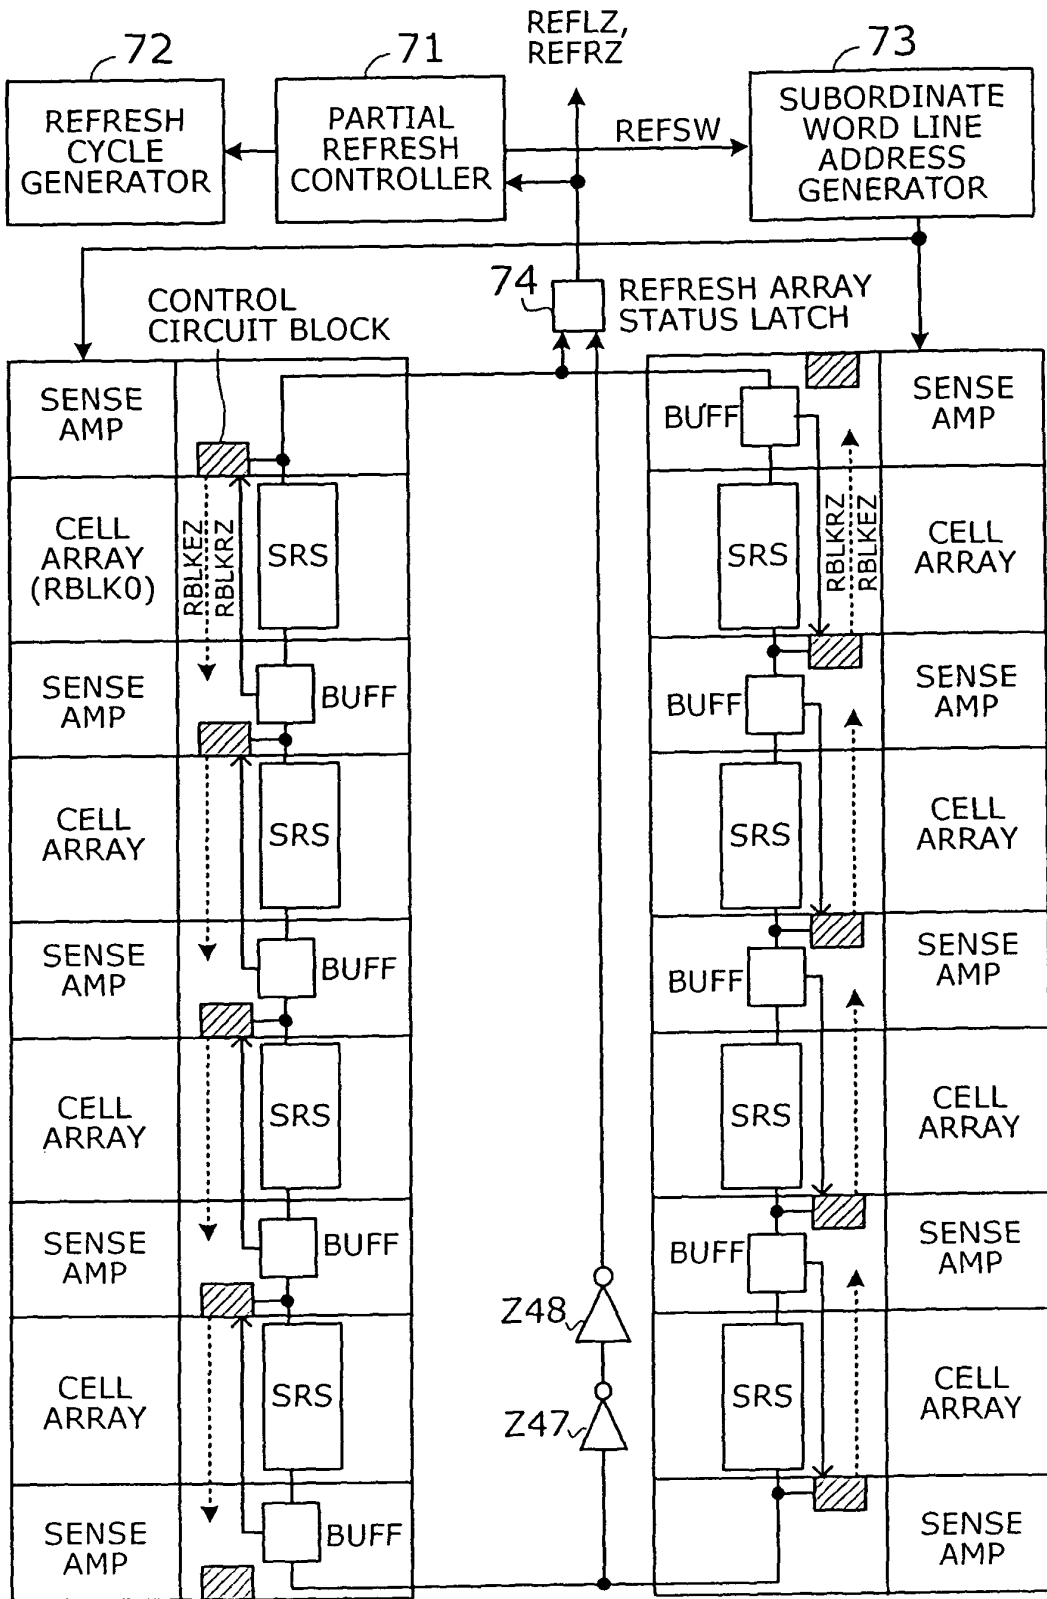 REFLZ,
REFRZ
72
71
73
REFRESH
CYCLE
GENERATOR
PARTIAL
REFRESH
CONTROLLER
REFSW
SUBORDINATE
WORD LINE
ADDRESS
GENERATOR
74
REFRESH ARRAY
STATUS LATCH
CONTROL
CIRCUIT BLOCK
SENSE
AMP
CELL
ARRAY
(RBLK0)
RBLKEZ
RBLKRZ
SRS
SENSE
AMP
BUFF
CELL
ARRAY
SRS
SENSE
AMP
BUFF
CELL
ARRAY
SRS
SENSE
AMP
BUFF
CELL
ARRAY
SRS
SENSE
AMP
BUFF
Z48
Z47
BUFF
SENSE
AMP
SRS
RBLKRZ
RBLKEZ
CELL
ARRAY
BUFF
SENSE
AMP
SRS
CELL
ARRAY
BUFF
SENSE
AMP
SRS
CELL
ARRAY
BUFF
SENSE
AMP
SRS
CELL
ARRAY
SENSE
AMP